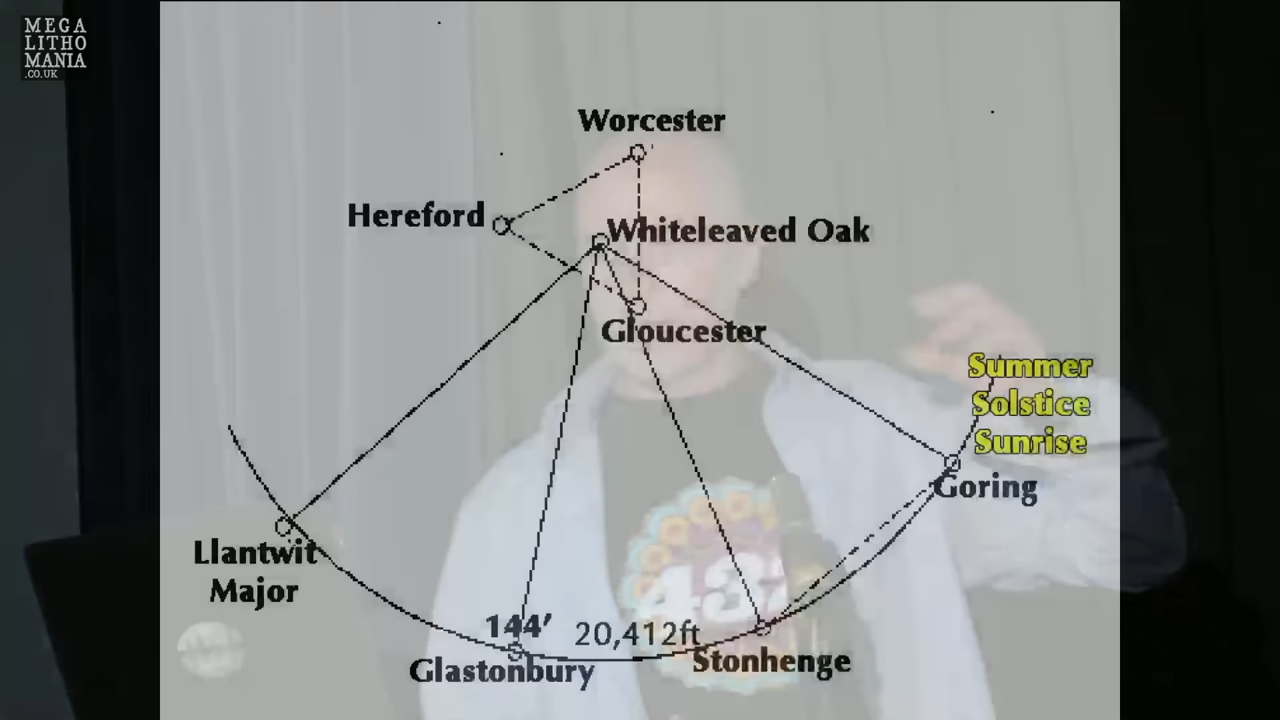 MEGA
LITHO
MANIA
.CO.UK
Worcester
Hereford
Whiteleaved Oak
Gloucester
Summer
Solstice
Sunrise
Goring
Llantwit
Major
144′ 20,412ft
Glastonbury
Stonhenge
432